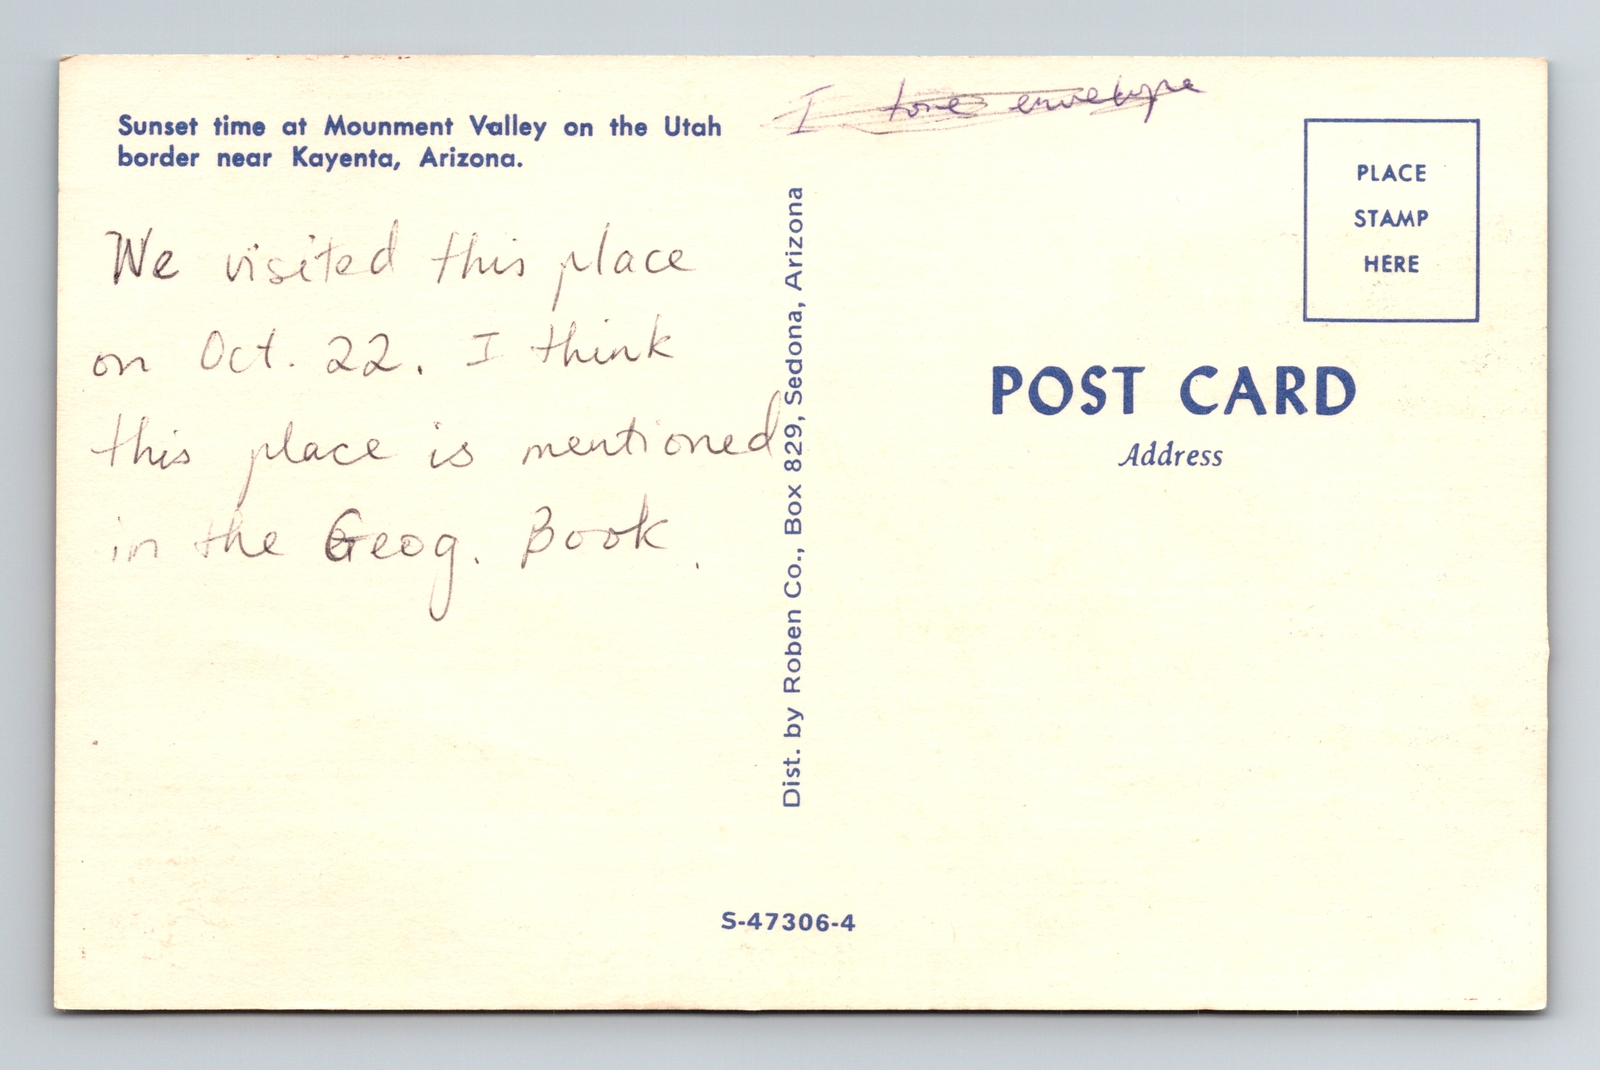 Sunset time at Mounment Valley on the Utah
border near Kayenta, Arizona.
I tore envelope
We visited this place
on Oct. 22. I think
this place is mentioned
in the Geog. Book.
Dist. by Roben Co., Box 829, Sedona, Arizona
S-47306-4
PLACE
STAMP
HERE
POST CARD
Address